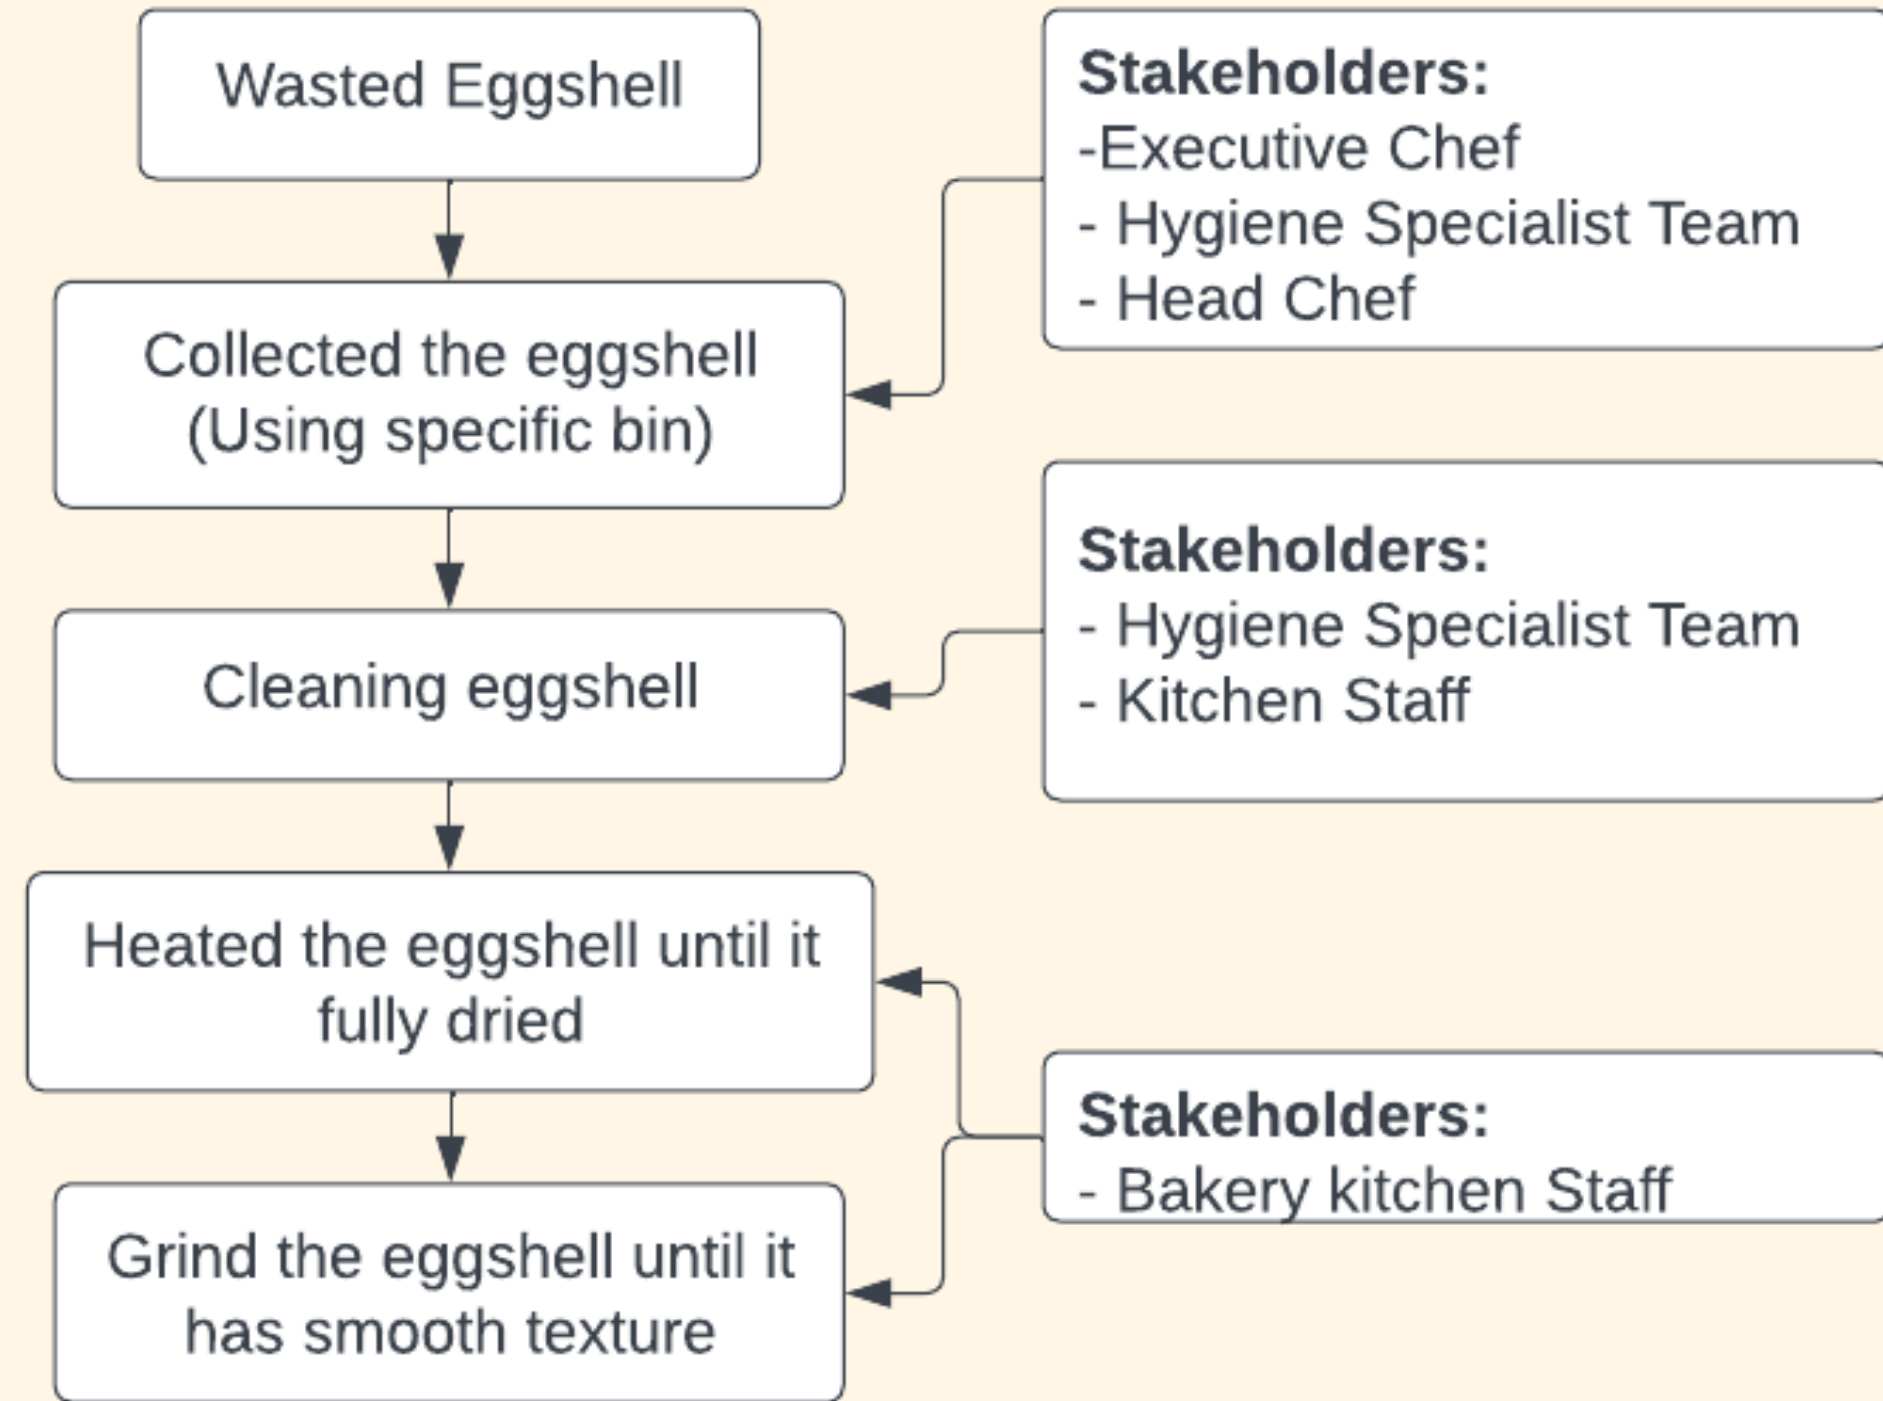 Wasted Eggshell
Stakeholders:
-Executive Chef
- Hygiene Specialist Team
- Head Chef
Collected the eggshell
(Using specific bin)
Stakeholders:
- Hygiene Specialist Team
- Kitchen Staff
Cleaning eggshell
Heated the eggshell until it
fully dried
Stakeholders:
- Bakery kitchen Staff
Grind the eggshell until it
has smooth texture